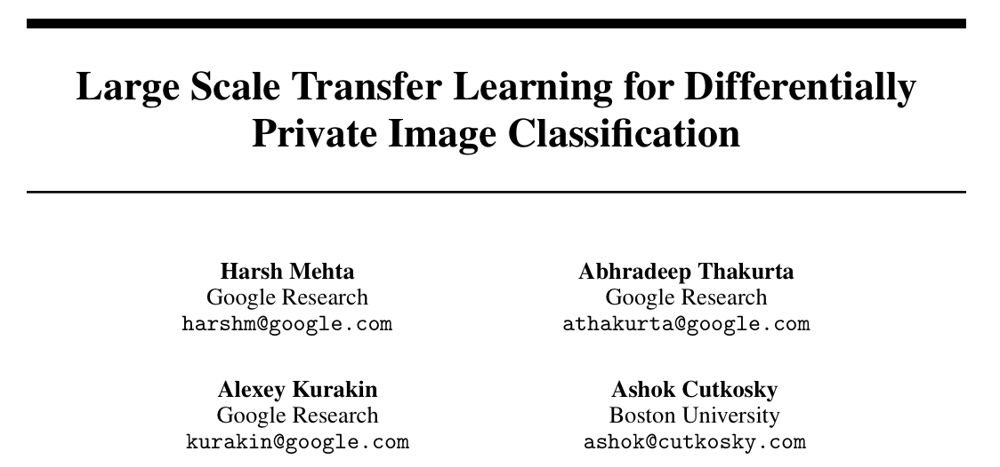 Large Scale Transfer Learning for Differentially
Private Image Classification
Harsh Mehta
Google Research
harshm@google.com
Abhradeep Thakurta
Google Research
athakurta@google.com
Alexey Kurakin
Google Research
kurakin@google.com
Ashok Cutkosky
Boston University
ashok@cutkosky.com